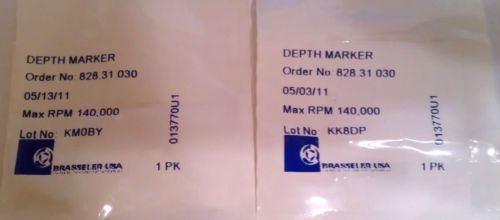 DEPTH MARKER
Order No: 828 31 030
05/13/11
Max RPM 140,000
Lot No: KM0BY
013770U1
BRASSELER USA
1 PK
DEPTH MARKER
Order No: 828.31.030
05/03/11
Max RPM 140,000
Lot No: KK8DP
013770U1
BRASSELER USA
1 PK